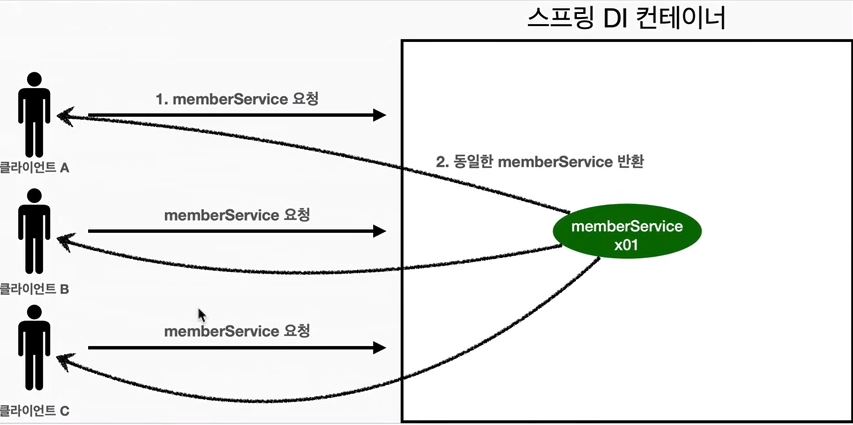 스프링 DI 컨테이너
1. memberService 요청
2. 동일한 memberService 반환
클라이언트 A
memberService 요청
memberService
x01
클라이언트 B
memberService 요청
클라이언트 C